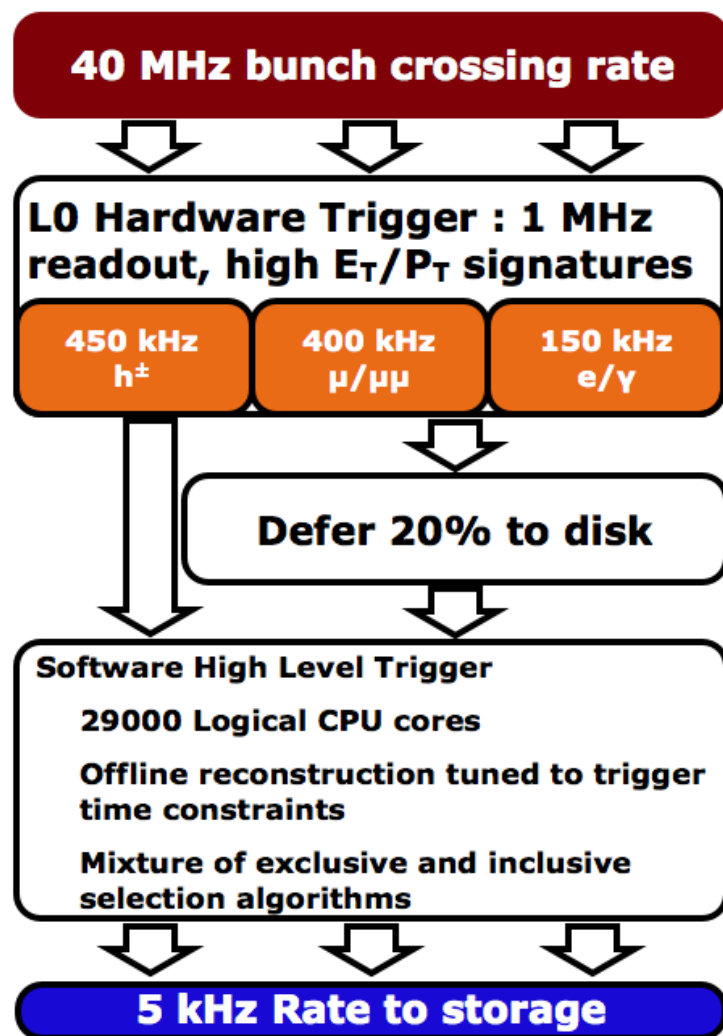 40 MHz bunch crossing rate
L0 Hardware Trigger : 1 MHz
readout, high Eᴛ/Pᴛ signatures
450 kHz
h±
400 kHz
μ/μμ
150 kHz
e/γ
Defer 20% to disk
Software High Level Trigger
29000 Logical CPU cores
Offline reconstruction tuned to trigger
time constraints
Mixture of exclusive and inclusive
selection algorithms
5 kHz Rate to storage